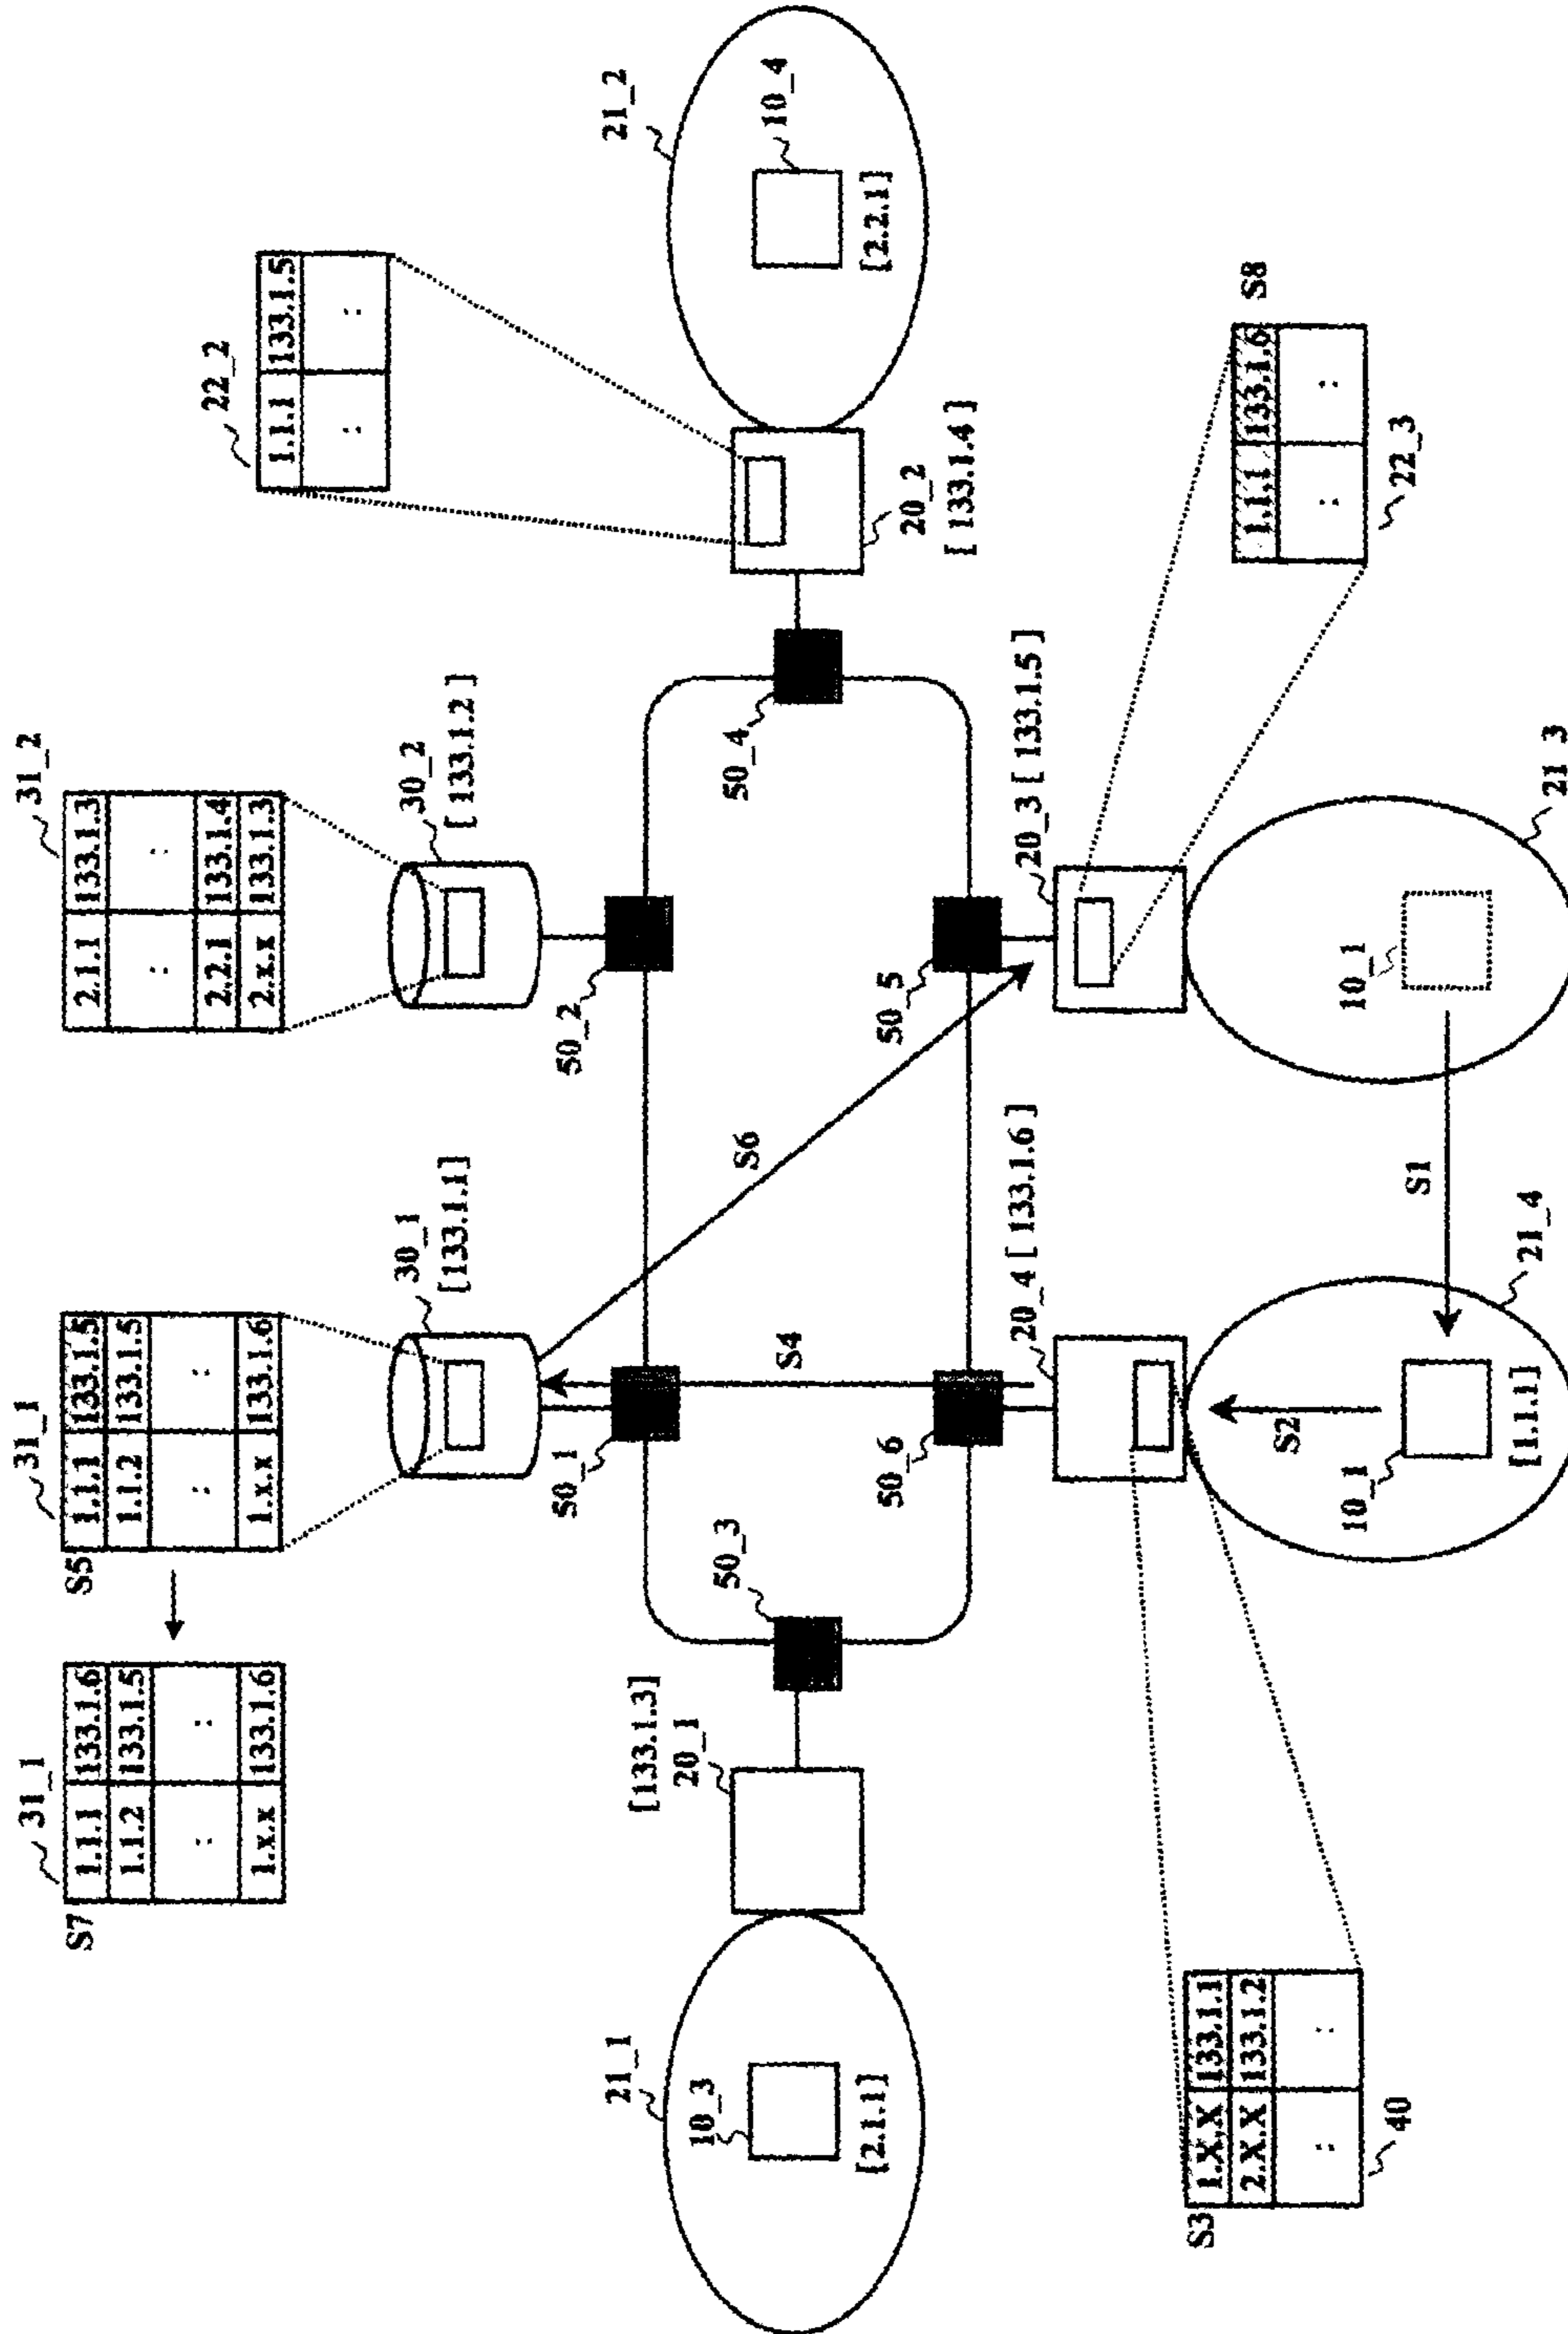 S7
31_1
1.1.1 133.1.6
1.1.2 133.1.5
: :
1.x.x 133.1.6
S5
31_1
1.1.1 133.1.5
1.1.2 133.1.5
: :
1.x.x 133.1.6
31_2
2.1.1 133.1.3
: :
2.2.1 133.1.4
2.x.x 133.1.3
22_2
1.1.1 133.1.5
: :
30_1
[133.1.1]
30_2
[ 133.1.2 ]
21_1
10_3
[2.1.1]
[133.1.3]
20_1
50_3
50_1
50_2
50_4
20_2
[ 133.1.4 ]
21_2
10_4
[2.2.1]
S4
S6
50_6
50_5
20_4 [ 133.1.6 ]
20_3 [ 133.1.5 ]
S3
1.X.X 133.1.1
2.X.X 133.1.2
: :
40
S2
10_1
[1.1.1]
21_4
S1
10_1
21_3
1.1.1 133.1.6
: :
S8
22_3